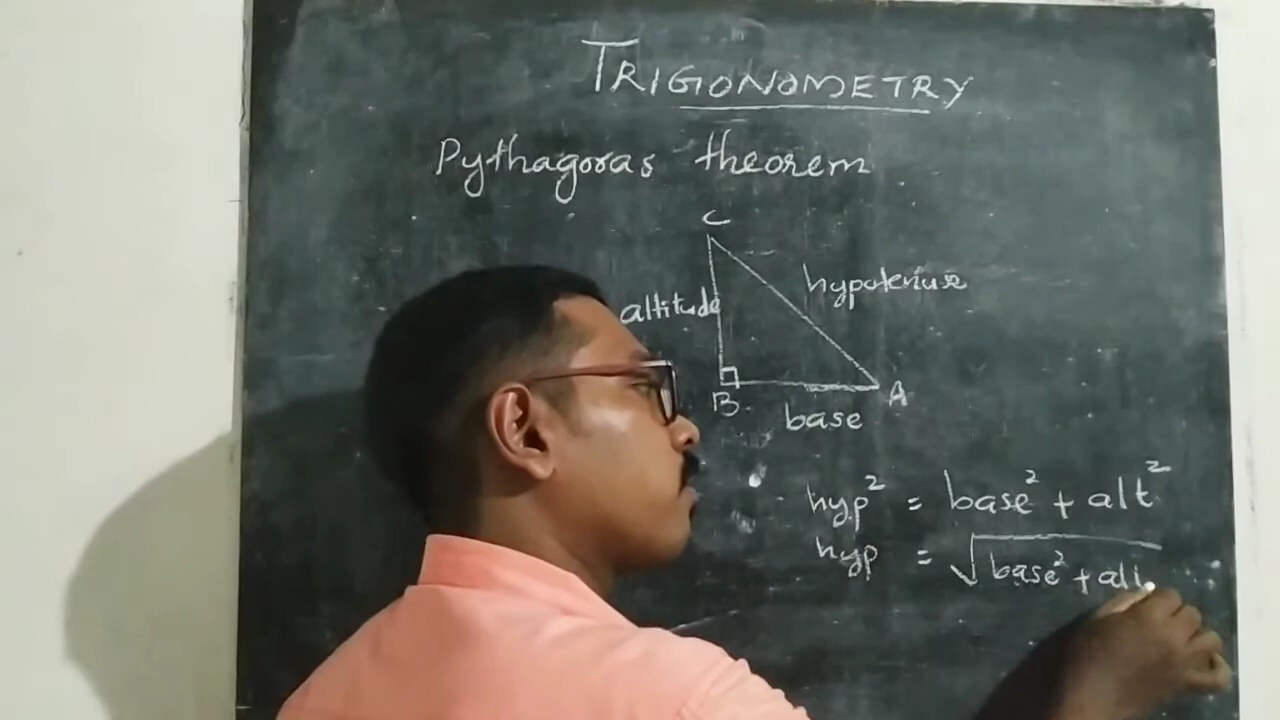 TRIGONOMETRY
Pythagoras theorem
C
hypotenuse
altitude
B
A
base
hyp² = base² + alt²
hyp = √base² + alt